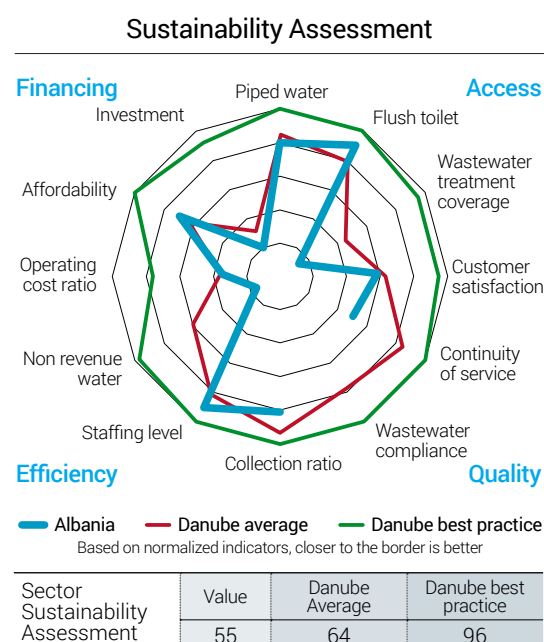 Sustainability Assessment
Financing
Access
Piped water
Investment
Flush toilet
Wastewater
treatment
coverage
Affordability
Operating
cost ratio
Customer
satisfaction
Non revenue
water
Continuity
of service
Staffing level
Wastewater
compliance
Collection ratio
Efficiency
Quality
Albania
Danube average
Danube best practice
Based on normalized indicators, closer to the border is better
Sector
Sustainability
Assessment
Value
Danube
Average
Danube best
practice
55
64
96